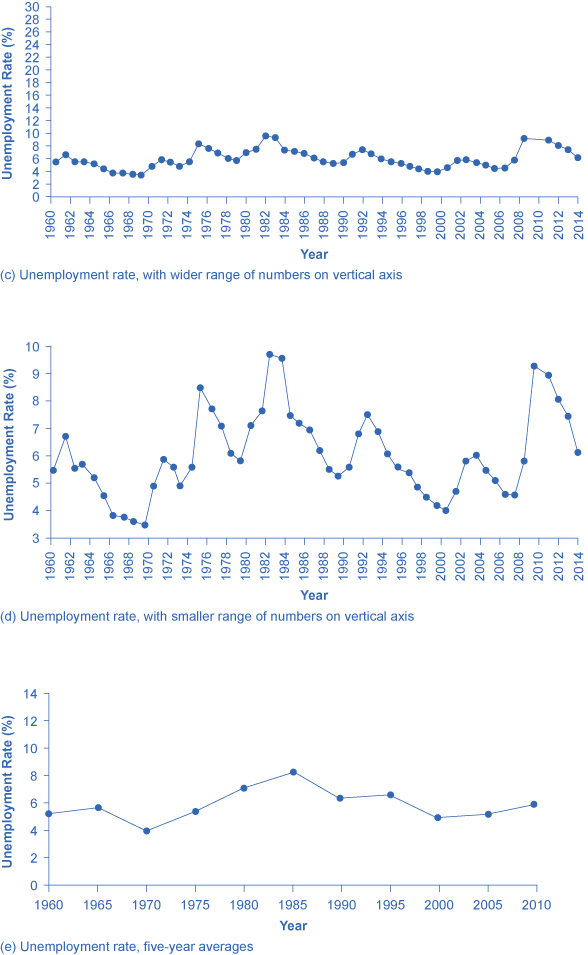 30
28
26
24
22
20
18
16
14
12
10
8
6
4
2
0
Unemployment Rate (%)
1960 1962 1964 1966 1968 1970 1972 1974 1976 1978 1980 1982 1984 1986 1988 1990 1992 1994 1996 1998 2000 2002 2004 2006 2008 2010 2012 2014
Year
(c) Unemployment rate, with wider range of numbers on vertical axis
10
9
8
7
6
5
4
3
Unemployment Rate (%)
1960 1962 1964 1966 1968 1970 1972 1974 1976 1978 1980 1982 1984 1986 1988 1990 1992 1994 1996 1998 2000 2002 2004 2006 2008 2010 2012 2014
Year
(d) Unemployment rate, with smaller range of numbers on vertical axis
14
12
10
8
6
4
2
0
Unemployment Rate (%)
1960 1965 1970 1975 1980 1985 1990 1995 2000 2005 2010
Year
(e) Unemployment rate, five-year averages